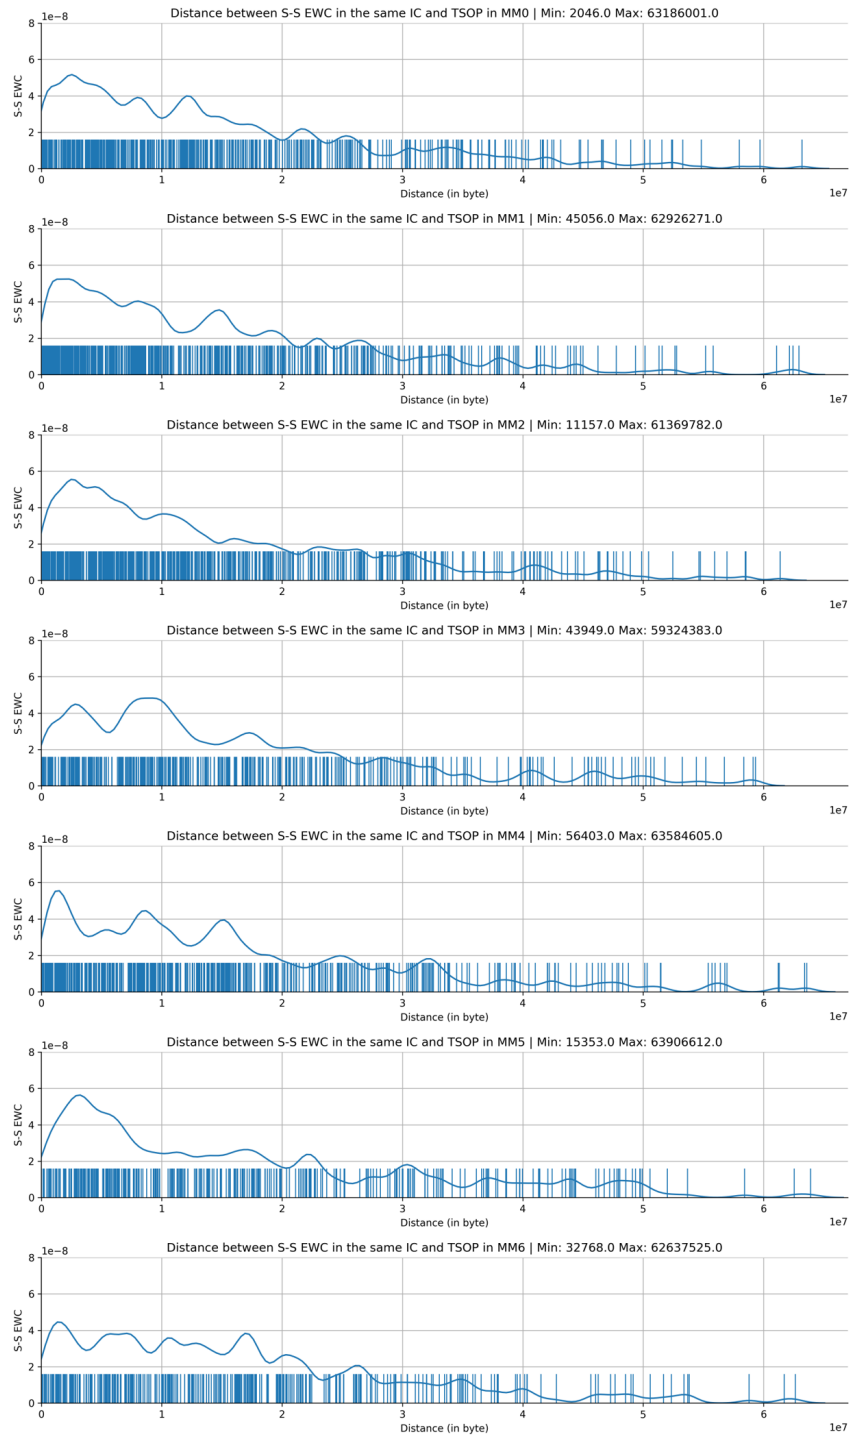 Distance between S-S EWC in the same IC and TSOP in MM0 | Min: 2046.0 Max: 63186001.0
1e−8
8
6
4
2
0
S-S EWC
0 1 2 3 4 5 6
1e7
Distance (in byte)
Distance between S-S EWC in the same IC and TSOP in MM1 | Min: 45056.0 Max: 62926271.0
1e−8
8
6
4
2
0
S-S EWC
0 1 2 3 4 5 6
1e7
Distance (in byte)
Distance between S-S EWC in the same IC and TSOP in MM2 | Min: 11157.0 Max: 61369782.0
1e−8
8
6
4
2
0
S-S EWC
0 1 2 3 4 5 6
1e7
Distance (in byte)
Distance between S-S EWC in the same IC and TSOP in MM3 | Min: 43949.0 Max: 59324383.0
1e−8
8
6
4
2
0
S-S EWC
0 1 2 3 4 5 6
1e7
Distance (in byte)
Distance between S-S EWC in the same IC and TSOP in MM4 | Min: 56403.0 Max: 63584605.0
1e−8
8
6
4
2
0
S-S EWC
0 1 2 3 4 5 6
1e7
Distance (in byte)
Distance between S-S EWC in the same IC and TSOP in MM5 | Min: 15353.0 Max: 63906612.0
1e−8
8
6
4
2
0
S-S EWC
0 1 2 3 4 5 6
1e7
Distance (in byte)
Distance between S-S EWC in the same IC and TSOP in MM6 | Min: 32768.0 Max: 62637525.0
1e−8
8
6
4
2
0
S-S EWC
0 1 2 3 4 5 6
1e7
Distance (in byte)